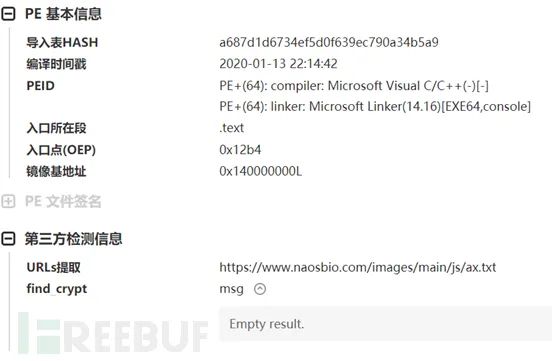 PE 基本信息
导入表HASH a687d1d6734ef5d0f639ec790a34b5a9
编译时间戳 2020-01-13 22:14:42
PEID PE+(64): compiler: Microsoft Visual C/C++(-)[-]
PE+(64): linker: Microsoft Linker(14.16)[EXE64,console]
入口所在段 .text
入口点(OEP) 0x12b4
镜像基地址 0x140000000L
PE 文件签名
第三方检测信息
URLs提取 https://www.naosbio.com/images/main/js/ax.txt
find_crypt msg
Empty result.
FREEBUF